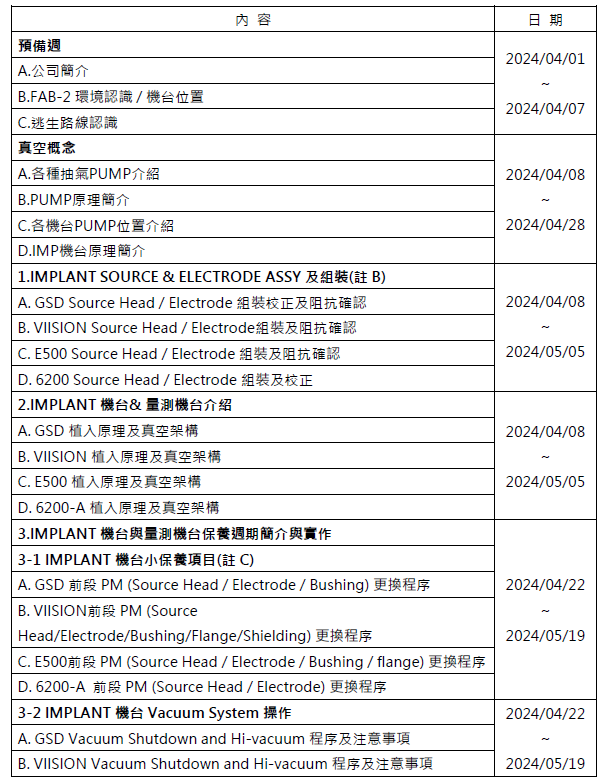 內 容
日 期
預備週
A.公司簡介
B.FAB-2 環境認識 / 機台位置
C.逃生路線認識
2024/04/01
~
2024/04/07
真空概念
A.各種抽氣PUMP介紹
B.PUMP原理簡介
C.各機台PUMP位置介紹
D.IMP機台原理簡介
2024/04/08
~
2024/04/28
1.IMPLANT SOURCE & ELECTRODE ASSY 及組裝(註 B)
A. GSD Source Head / Electrode 組裝校正及阻抗確認
B. VIISION Source Head / Electrode組裝及阻抗確認
C. E500 Source Head / Electrode 組裝及阻抗確認
D. 6200 Source Head / Electrode 組裝及校正
2024/04/08
~
2024/05/05
2.IMPLANT 機台& 量測機台介紹
A. GSD 植入原理及真空架構
B. VIISION 植入原理及真空架構
C. E500 植入原理及真空架構
D. 6200-A 植入原理及真空架構
2024/04/08
~
2024/05/05
3.IMPLANT 機台與量測機台保養週期簡介與實作
3-1 IMPLANT 機台小保養項目(註 C)
A. GSD 前段 PM (Source Head / Electrode / Bushing) 更換程序
B. VIISION前段 PM (Source
Head/Electrode/Bushing/Flange/Shielding) 更換程序
C. E500前段 PM (Source Head / Electrode / Bushing / flange) 更換程序
D. 6200-A 前段 PM (Source Head / Electrode) 更換程序
2024/04/22
~
2024/05/19
3-2 IMPLANT 機台 Vacuum System 操作
A. GSD Vacuum Shutdown and Hi-vacuum 程序及注意事項
B. VIISION Vacuum Shutdown and Hi-vacuum 程序及注意事項
2024/04/22
~
2024/05/19